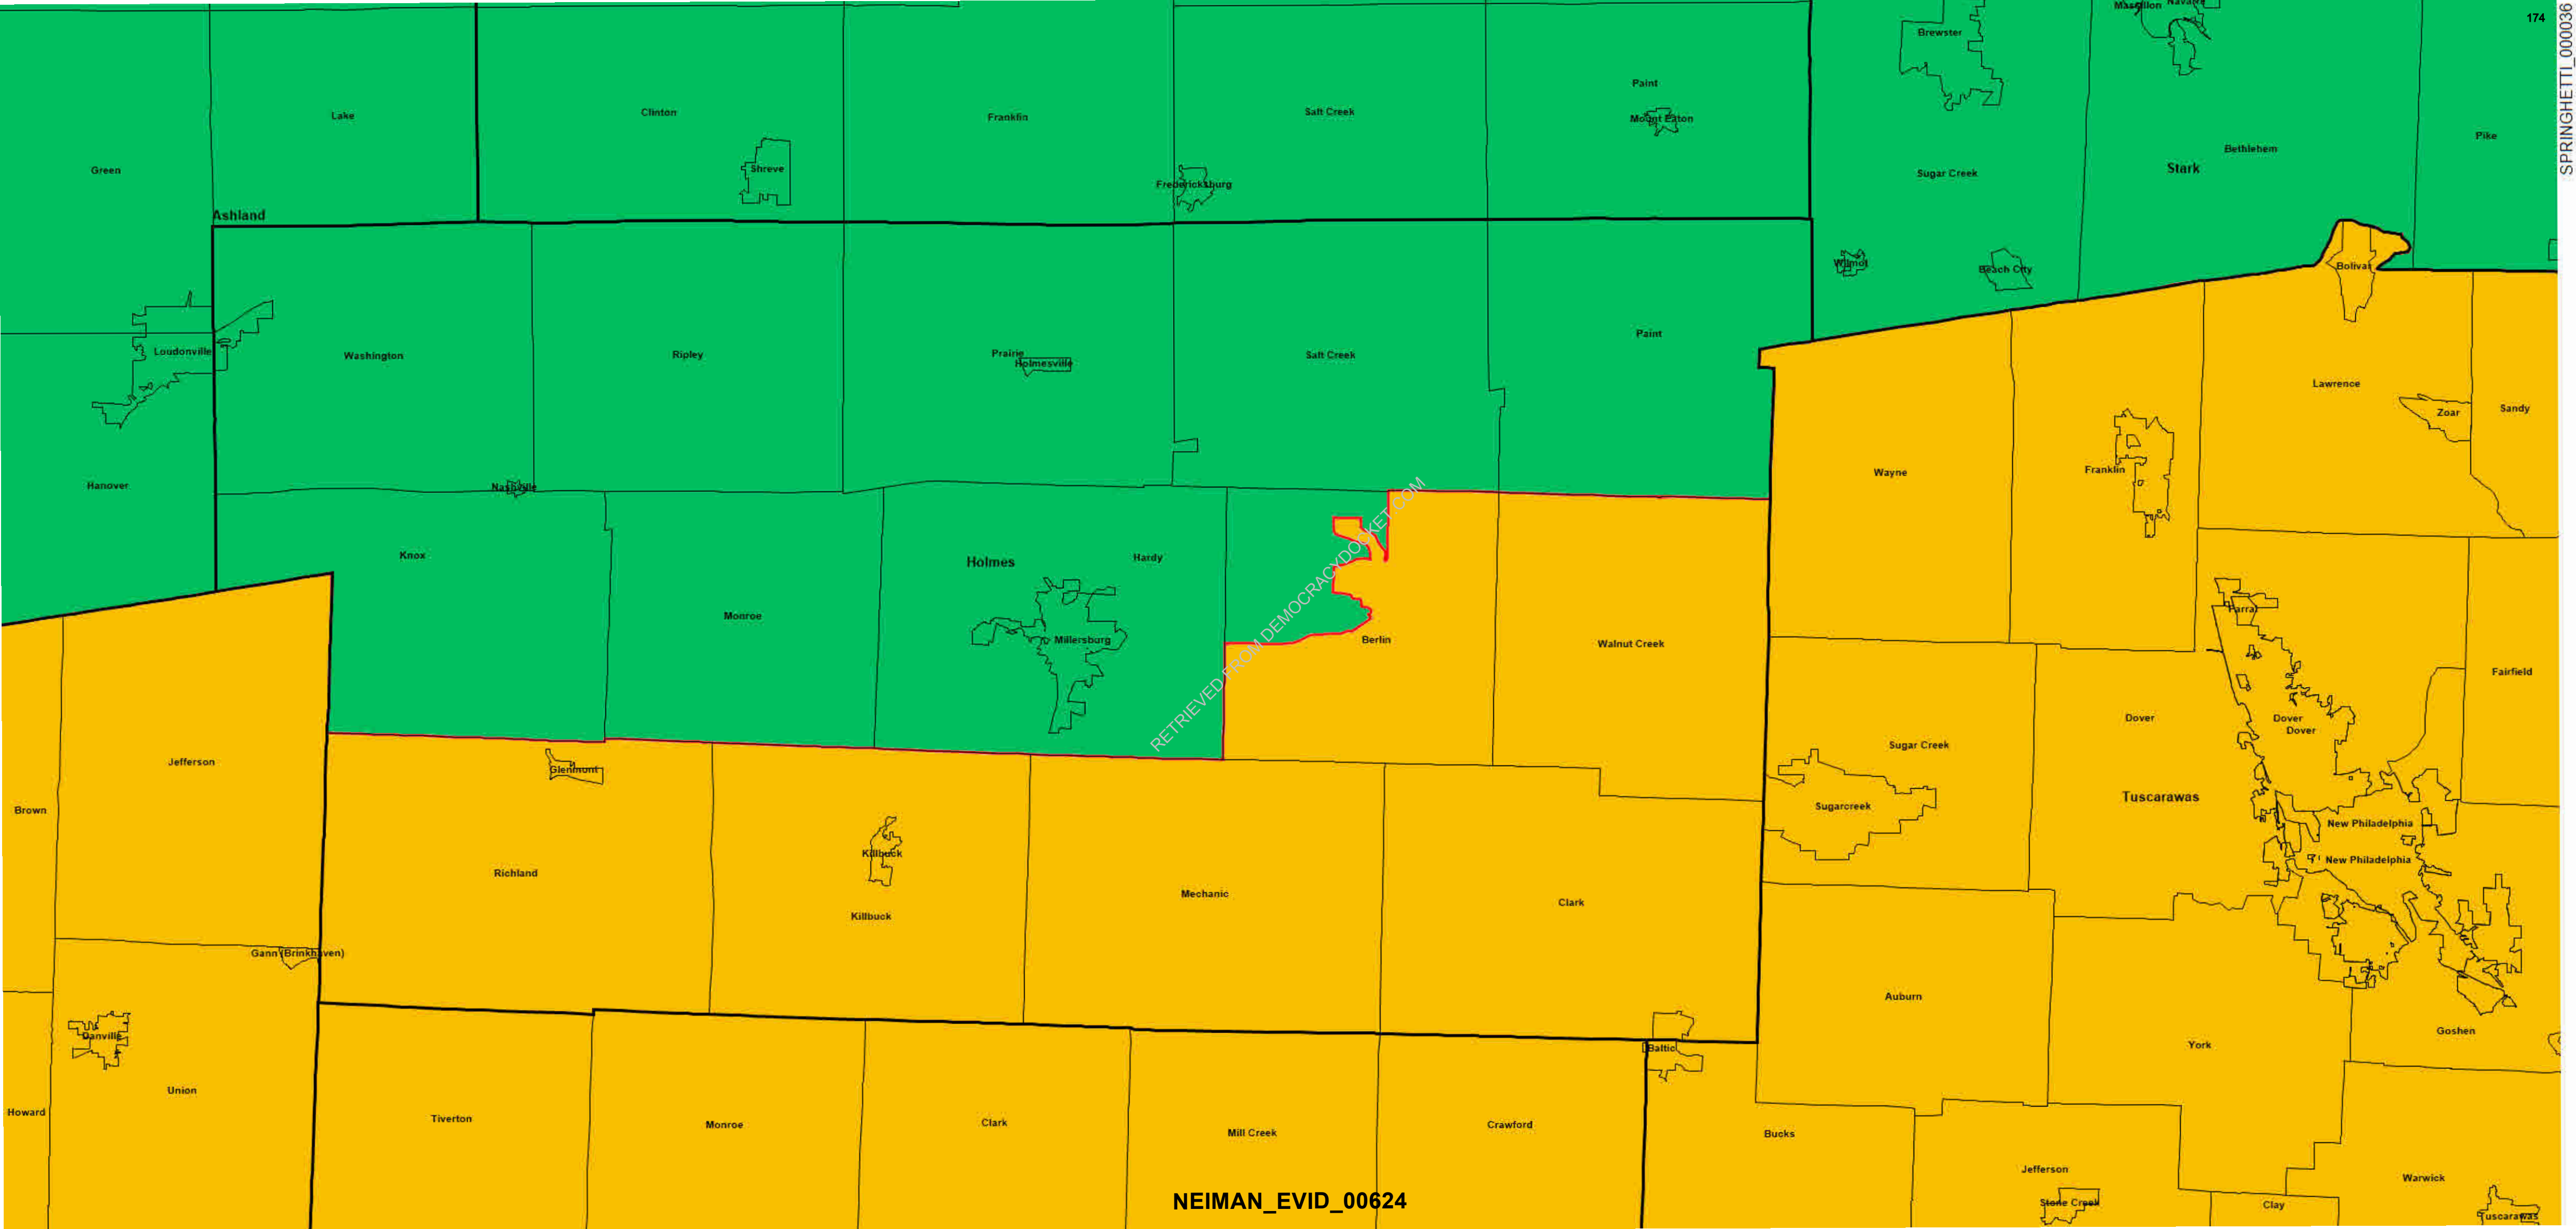 174
SPRINGHETTI_000036
Massillon
Navarre
Brewster
Paint
Lake
Clinton
Franklin
Salt Creek
Mount Eaton
Pike
Bethlehem
Green
Shreve
Sugar Creek
Stark
Fredericksburg
Ashland
Wilmot
Beach City
Bolivar
Paint
Loudonville
Washington
Ripley
Prairie
Holmesville
Salt Creek
Lawrence
Zoar
Sandy
Wayne
Franklin
Hanover
Nashville
Knox
Holmes
Hardy
Monroe
Millersburg
Berlin
Walnut Creek
Parral
Fairfield
RETRIEVED FROM DEMOCRACYDOCKET.COM
Jefferson
Glenmont
Dover
Dover
Dover
Sugar Creek
Brown
Sugarcreek
Tuscarawas
New Philadelphia
New Philadelphia
Killbuck
Richland
Killbuck
Mechanic
Clark
Gann (Brinkhaven)
Auburn
Danville
Baltic
York
Goshen
Union
Howard
Tiverton
Monroe
Clark
Mill Creek
Crawford
Bucks
Jefferson
Warwick
Stone Creek
Clay
Tuscarawas
NEIMAN_EVID_00624